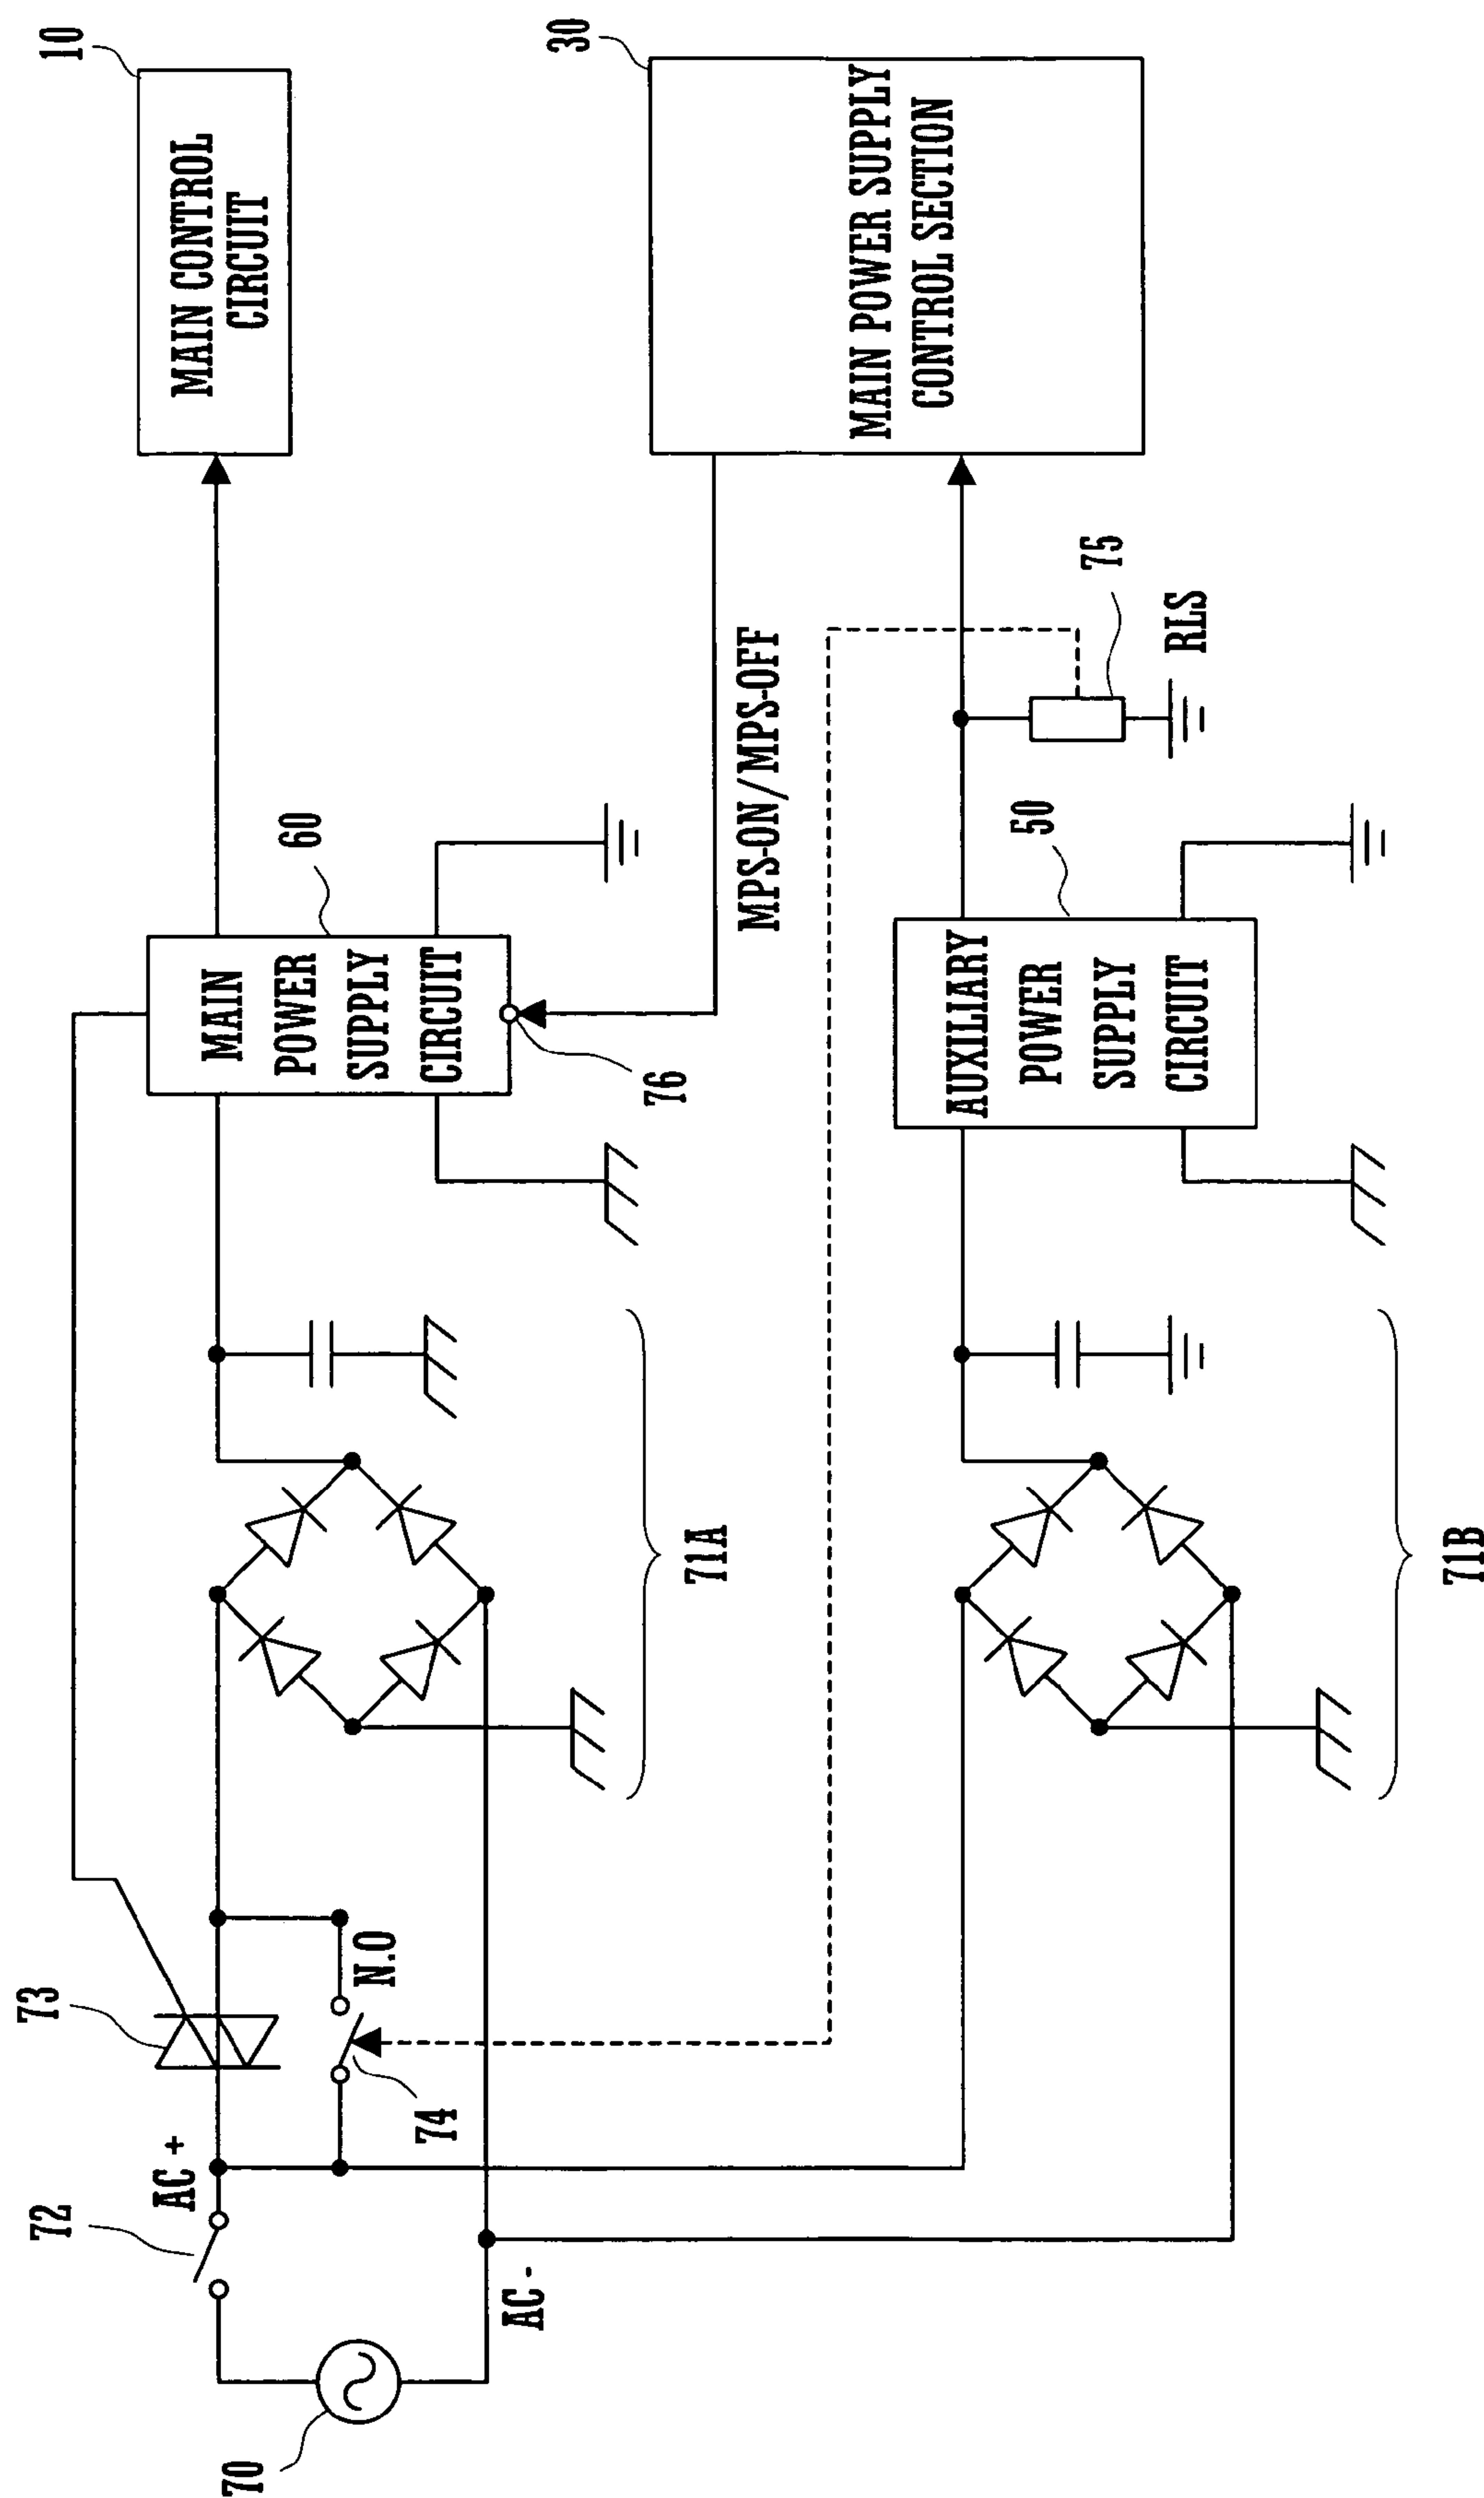 10
MAIN CONTROL
CIRCUIT
30
MAIN POWER SUPPLY
CONTROL SECTION
60
MAIN
POWER
SUPPLY
CIRCUIT
76
MPS-ON/MPS-OFF
75
RLS
50
AUXILIARY
POWER
SUPPLY
CIRCUIT
71A
71B
73
N.O
74
72
AC +
AC -
70